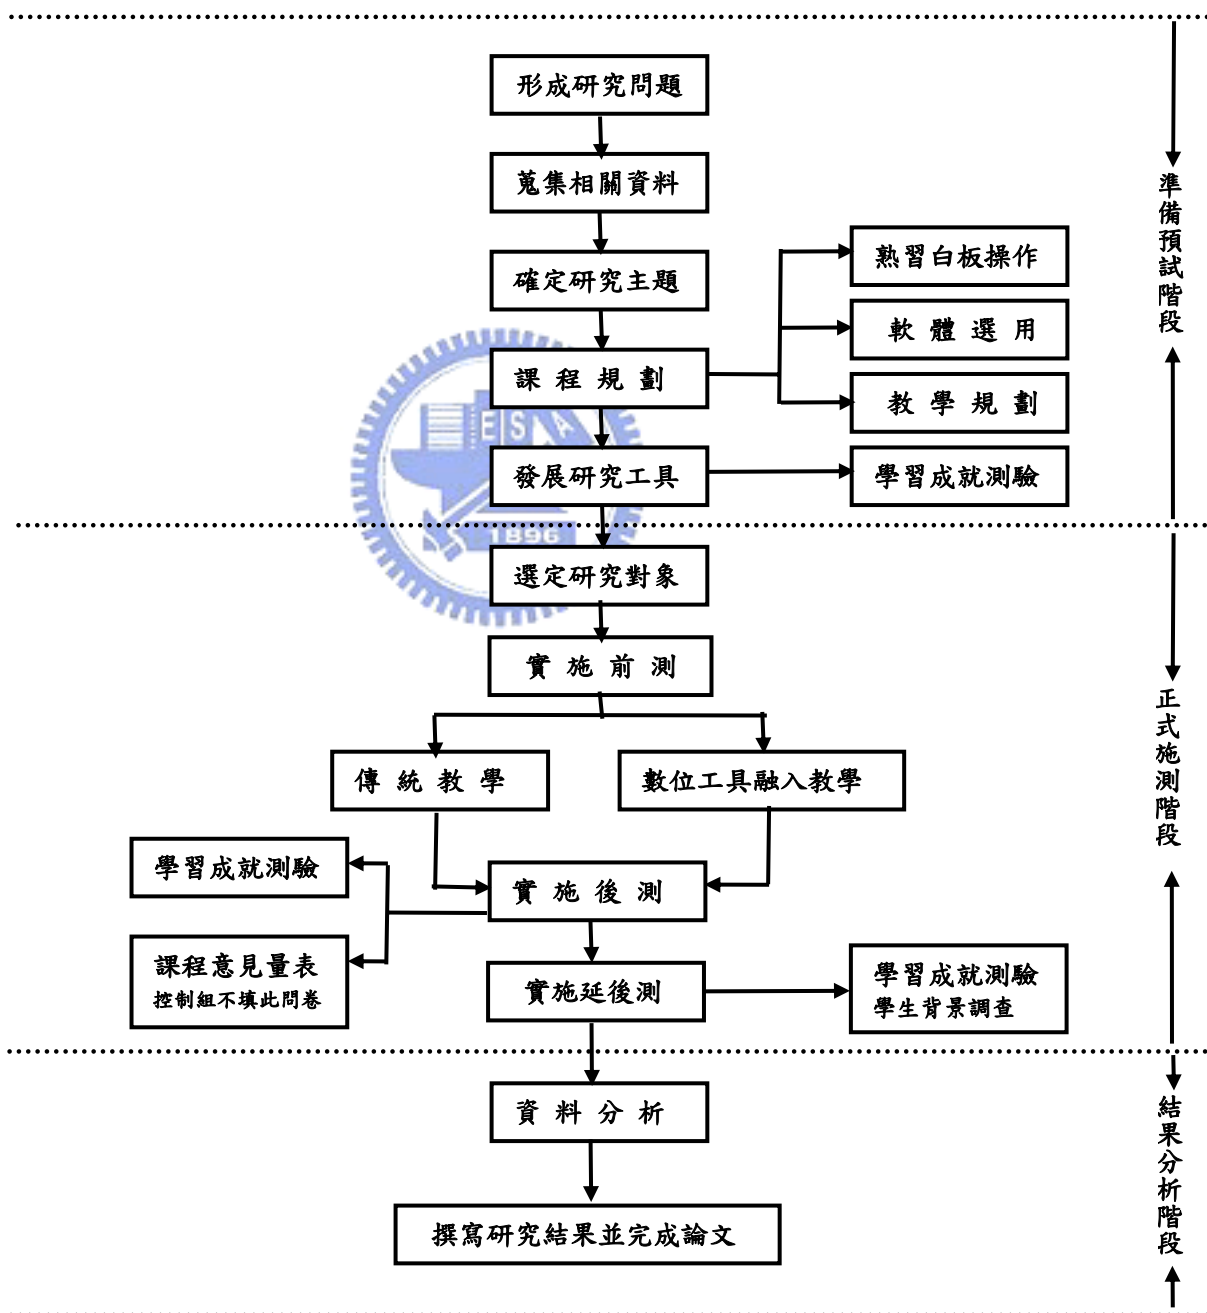 形成研究問題
蒐集相關資料
確定研究主題
課程規劃
熟習白板操作
軟體選用
教學規劃
發展研究工具
學習成就測驗
準備預試階段
ESA
1896
選定研究對象
實施前測
傳統教學
數位工具融入教學
實施後測
學習成就測驗
課程意見量表
控制組不填此問卷
實施延後測
學習成就測驗
學生背景調查
正式施測階段
資料分析
撰寫研究結果並完成論文
結果分析階段